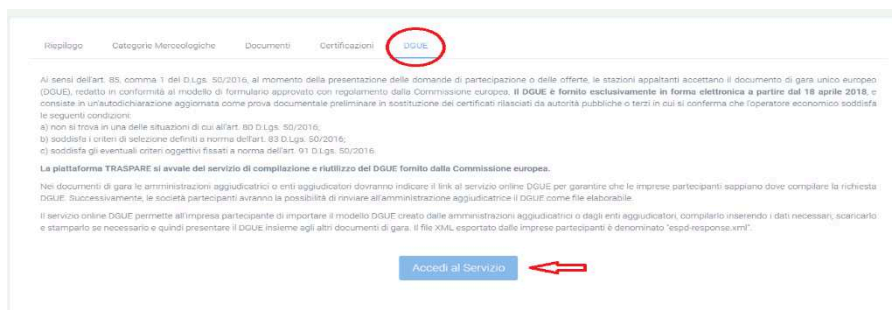 Riepilogo Categorie Merceologiche Documenti Certificazioni DGUE
Ai sensi dell'art. 85, comma 1 del D.Lgs. 50/2016, al momento della presentazione delle domande di partecipazione o delle offerte, le stazioni appaltanti accettano il documento di gara unico europeo
(DGUE), redatto in conformità al modello di formulario approvato con regolamento dalla Commissione europea. Il DGUE è fornito esclusivamente in forma elettronica a partire dal 18 aprile 2018, e
consiste in un'autodichiarazione aggiornata come prova documentale preliminare in sostituzione dei certificati rilasciati da autorità pubbliche o terzi in cui si conferma che l'operatore economico soddisfa
le seguenti condizioni:
a) non si trova in una delle situazioni di cui all'art. 80 D.Lgs. 50/2016;
b) soddisfa i criteri di selezione definiti a norma dell'art. 83 D.Lgs. 50/2016;
c) soddisfa gli eventuali criteri oggettivi fissati a norma dell'art. 91 D.Lgs. 50/2016.
La piattaforma TRASPARE si avvale del servizio di compilazione e riutilizzo del DGUE fornito dalla Commissione europea.
Nei documenti di gara le amministrazioni aggiudicatrici o enti aggiudicatori dovranno indicare il link al servizio online DGUE per garantire che le imprese partecipanti sappiano dove compilare la richiesta
DGUE. Successivamente, le società partecipanti avranno la possibilità di rinviare all'amministrazione aggiudicatrice il DGUE come file elaborabile.
Il servizio online DGUE permette all'impresa partecipante di importare il modello DGUE creato dalle amministrazioni aggiudicatrici o dagli enti aggiudicatori, compilarlo inserendo i dati necessari, scaricarlo
e stamparlo se necessario e quindi presentare il DGUE insieme agli altri documenti di gara. Il file XML esportato dalle imprese partecipanti è denominato "espd-response.xml".
Accedi al Servizio